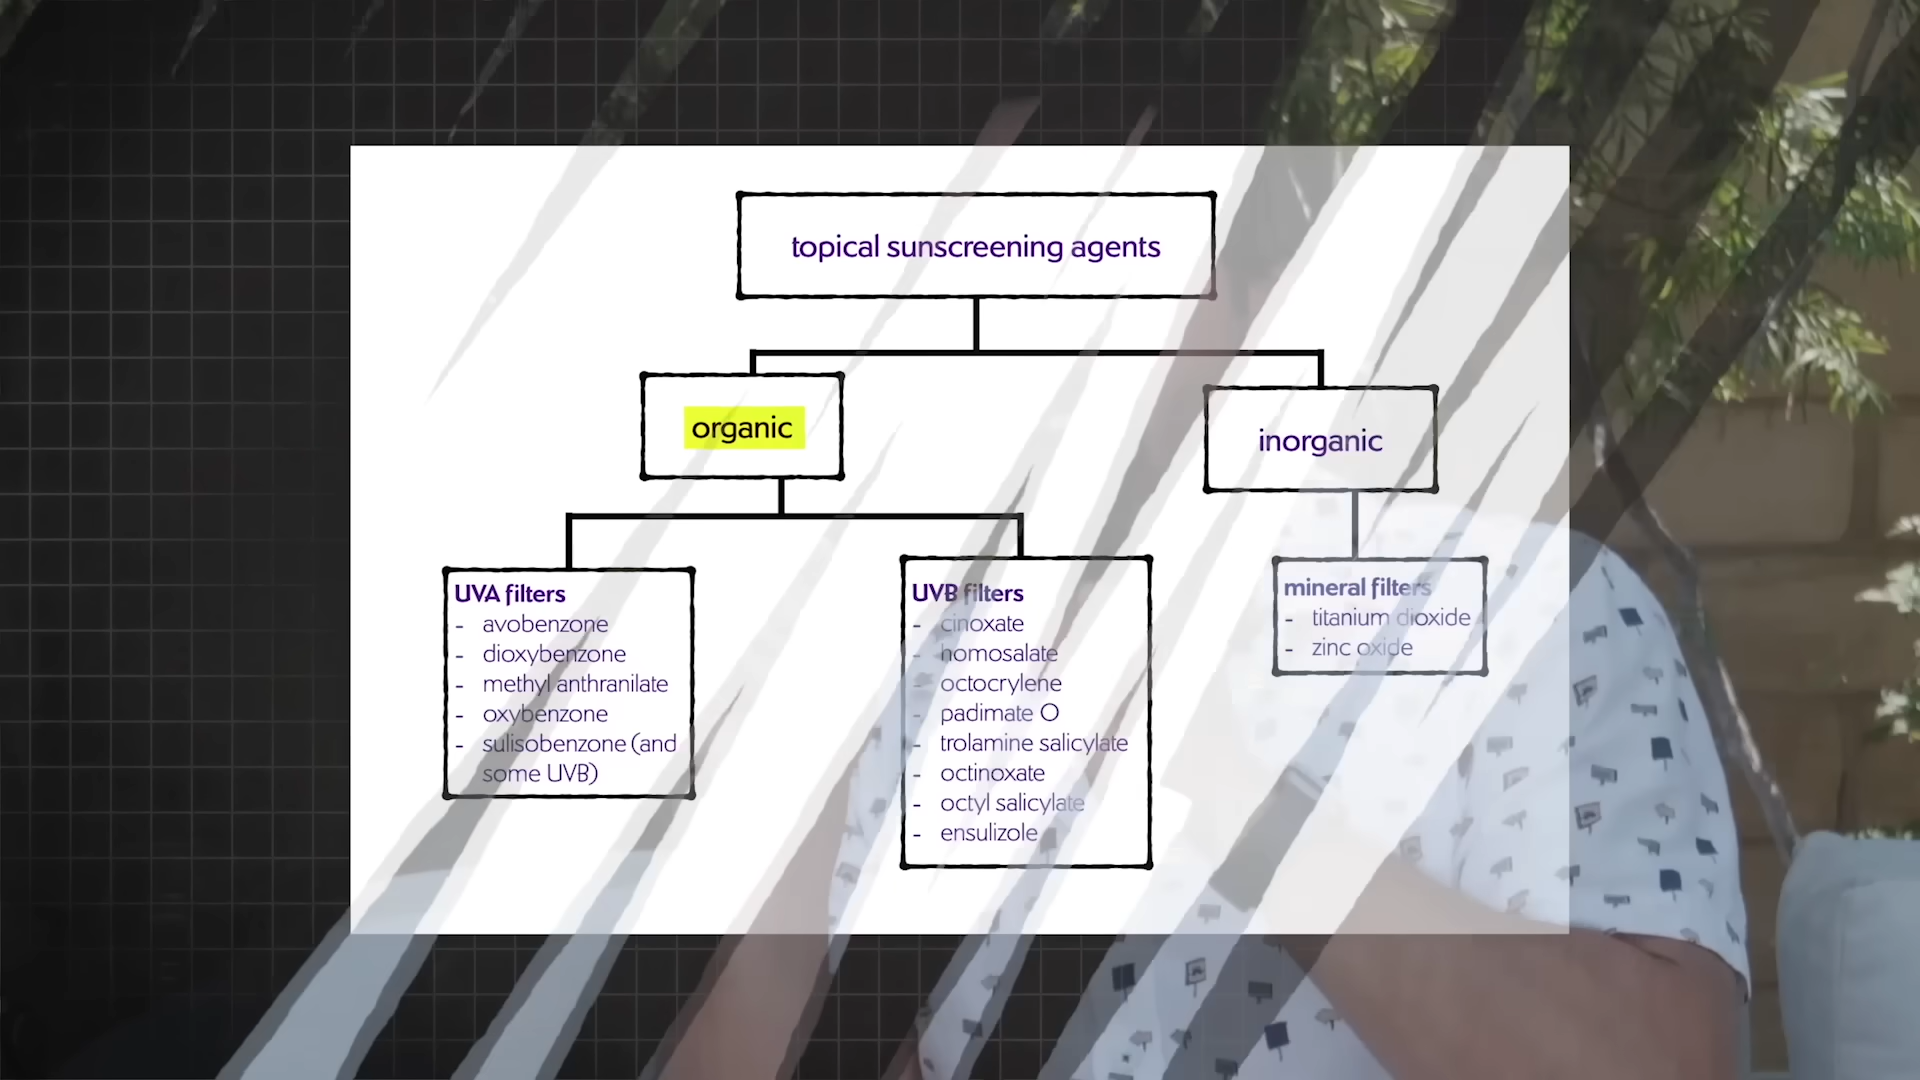 topical sunscreening agents
organic
inorganic
UVA filters
- avobenzone
- dioxybenzone
- methyl anthranilate
- oxybenzone
- sulisobenzone (and
some UVB)
UVB filters
- cinoxate
- homosalate
- octocrylene
- padimate O
- trolamine salicylate
- octinoxate
- octyl salicylate
- ensulizole
mineral filters
- titanium dioxide
- zinc oxide